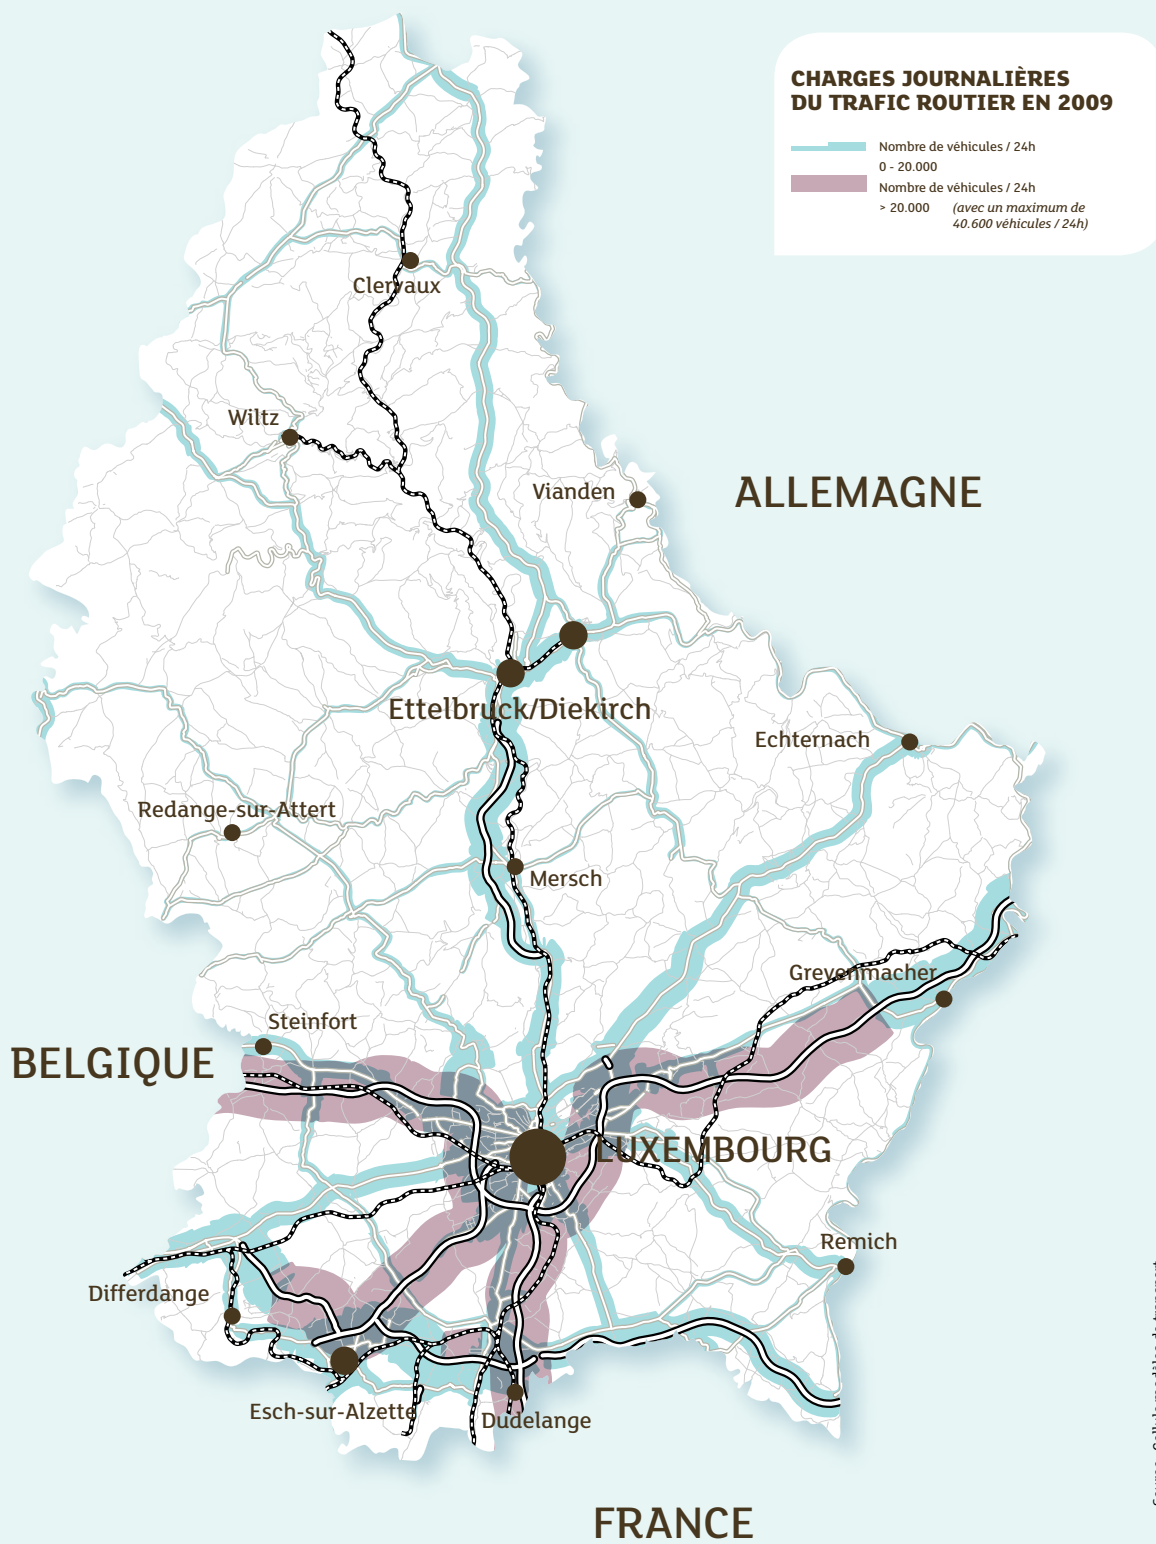 CHARGES JOURNALIÈRES
DU TRAFIC ROUTIER EN 2009
Nombre de véhicules / 24h
0 - 20.000
Nombre de véhicules / 24h
> 20.000 (avec un maximum de
40.600 véhicules / 24h)
Clervaux
Wiltz
Vianden
ALLEMAGNE
Ettelbruck/Diekirch
Echternach
Redange-sur-Attert
Mersch
Grevenmacher
Steinfort
BELGIQUE
LUXEMBOURG
Remich
Differdange
Esch-sur-Alzette
Dudelange
FRANCE